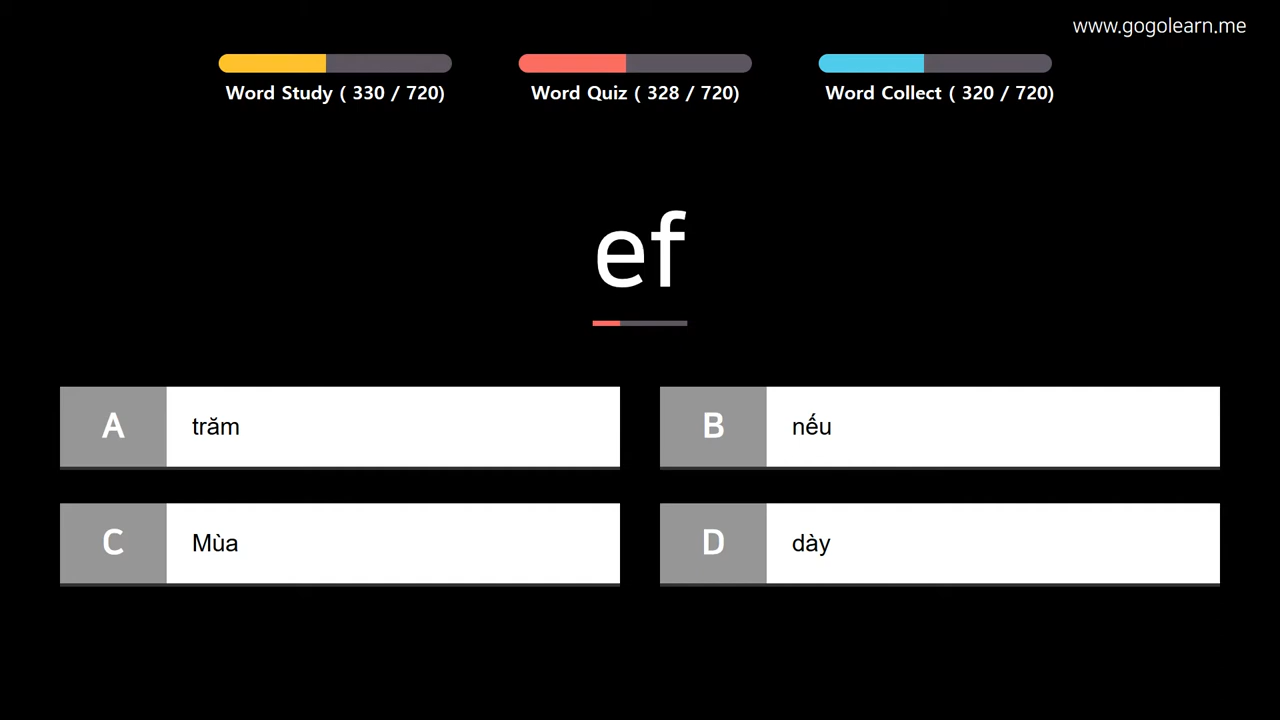 www.gogolearn.me
Word Study ( 330 / 720)
Word Quiz ( 328 / 720)
Word Collect ( 320 / 720)
ef
A trăm
B nếu
C Mùa
D dày